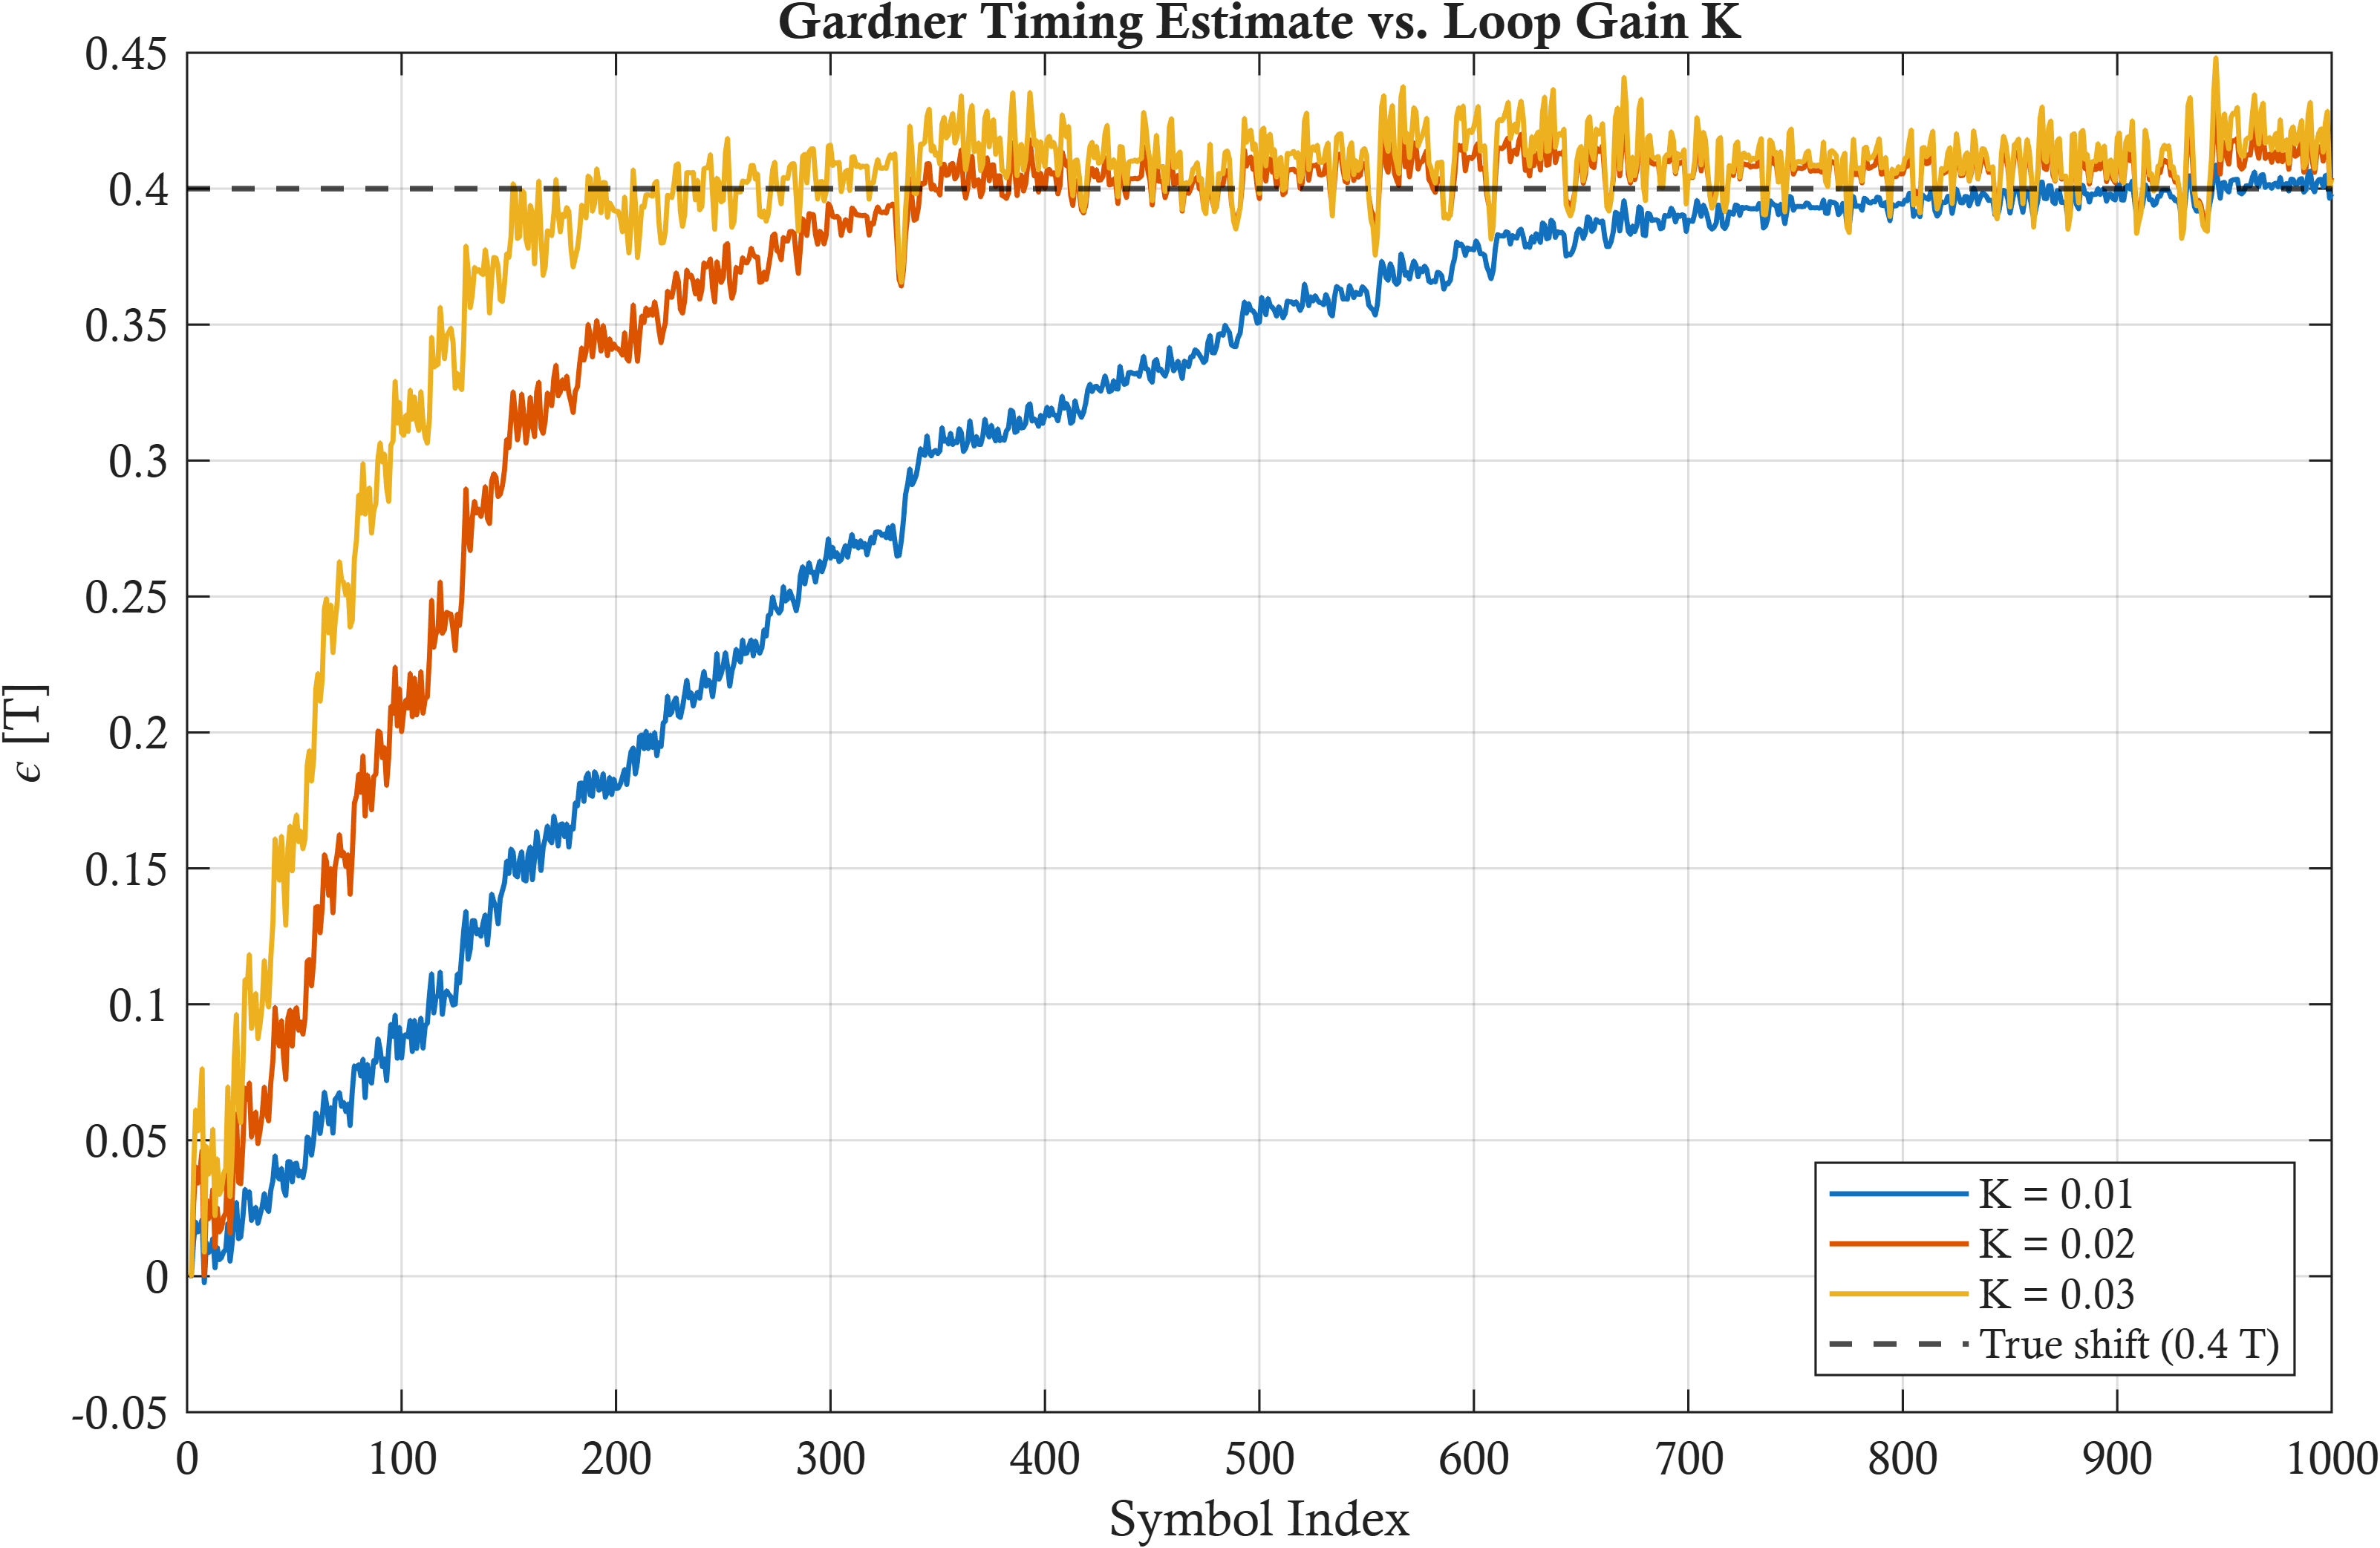 Gardner Timing Estimate vs. Loop Gain K
0.45
0.4
0.35
0.3
0.25
0.2
0.15
0.1
0.05
0
-0.05
ϵ [T]
0 100 200 300 400 500 600 700 800 900 1000
Symbol Index
K = 0.01
K = 0.02
K = 0.03
True shift (0.4 T)